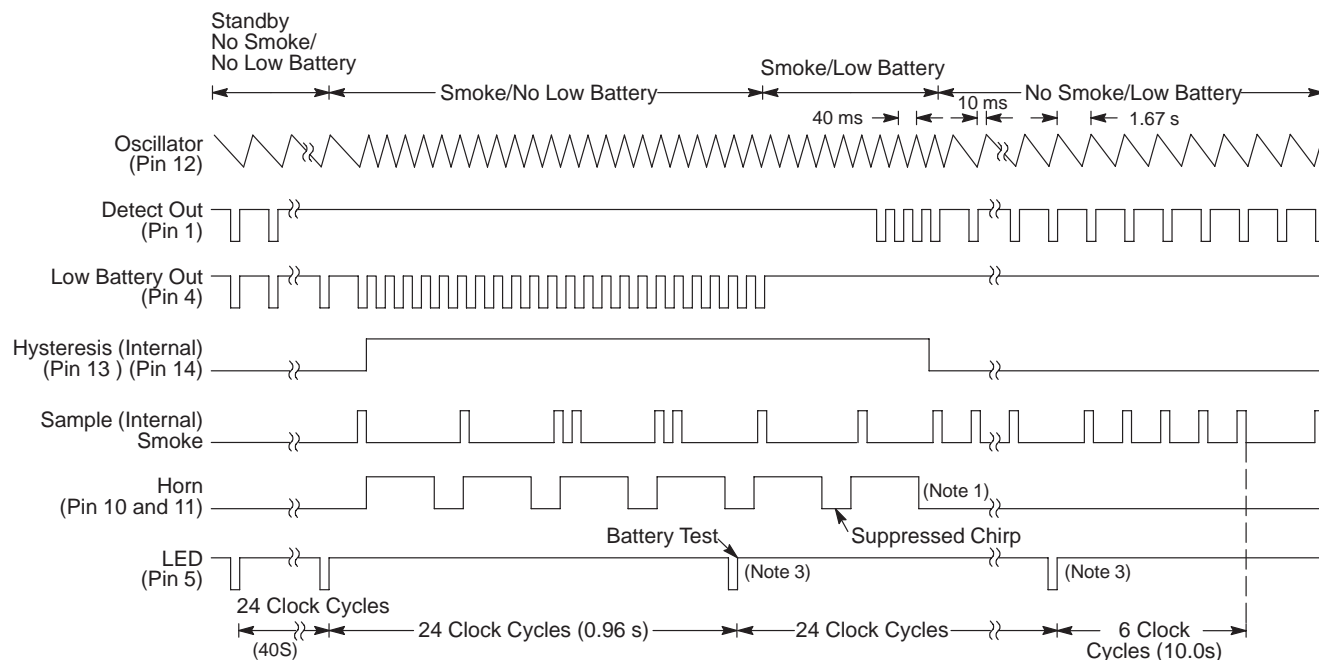 Standby
No Smoke/
No Low Battery
Smoke/No Low Battery
Smoke/Low Battery
No Smoke/Low Battery
40 ms
10 ms
1.67 s
Oscillator
(Pin 12)
Detect Out
(Pin 1)
Low Battery Out
(Pin 4)
Hysteresis (Internal)
(Pin 13 ) (Pin 14)
Sample (Internal)
Smoke
Horn
(Pin 10 and 11)
(Note 1)
Suppressed Chirp
Battery Test
LED
(Pin 5)
(Note 3)
(Note 3)
24 Clock Cycles
(40S)
24 Clock Cycles (0.96 s)
24 Clock Cycles
6 Clock
Cycles (10.0s)